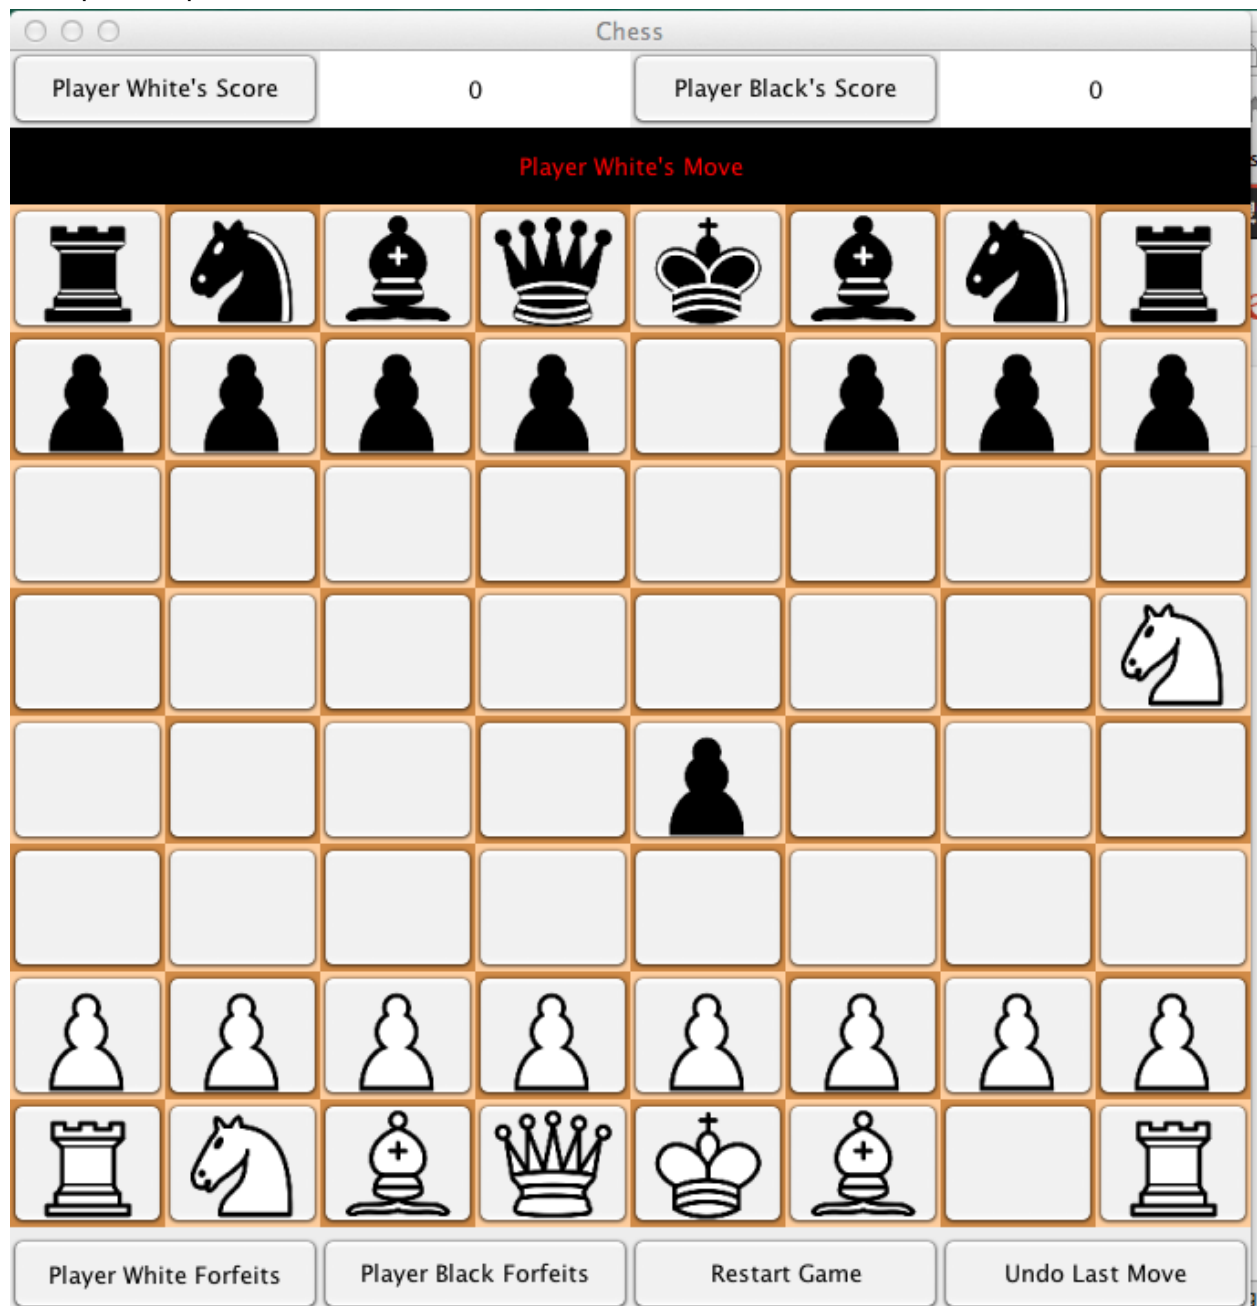 Chess
Player White's Score 0 Player Black's Score 0
Player White's Move
Player White Forfeits Player Black Forfeits Restart Game Undo Last Move